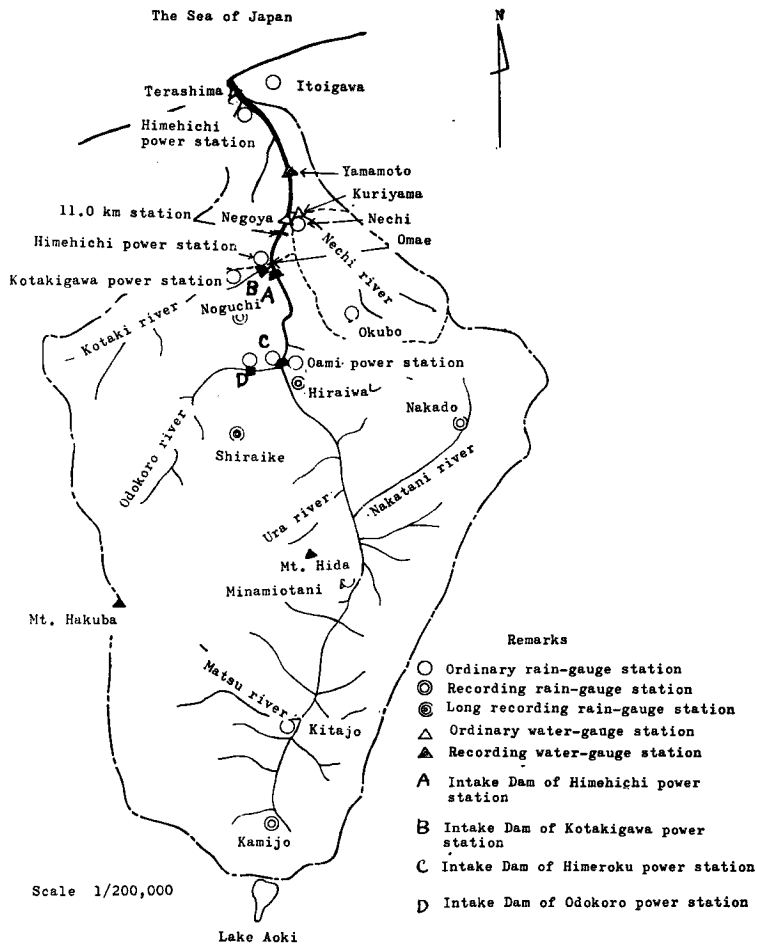 The Sea of Japan
N
Terashima
Itoigawa
Himehichi
power station
Yamamoto
Kuriyama
11.0 km station
Negoya
Nechi
Himehichi power station
Omae
Nechi river
Kotakigawa power station
B
A
Noguchi
Kotaki river
Okubo
C
Oami power station
D
Hiraiwa
Nakado
Odokoro river
Shiraike
Nakatani river
Ura river
Mt. Hida
Minamiotani
Mt. Hakuba
Matsu river
Kitajo
Kamijo
Scale 1/200,000
Lake Aoki
Remarks
Ordinary rain-gauge station
Recording rain-gauge station
Long recording rain-gauge station
Ordinary water-gauge station
Recording water-gauge station
A Intake Dam of Himehichi power
station
B Intake Dam of Kotakigawa power
station
C Intake Dam of Himeroku power station
D Intake Dam of Odokoro power station